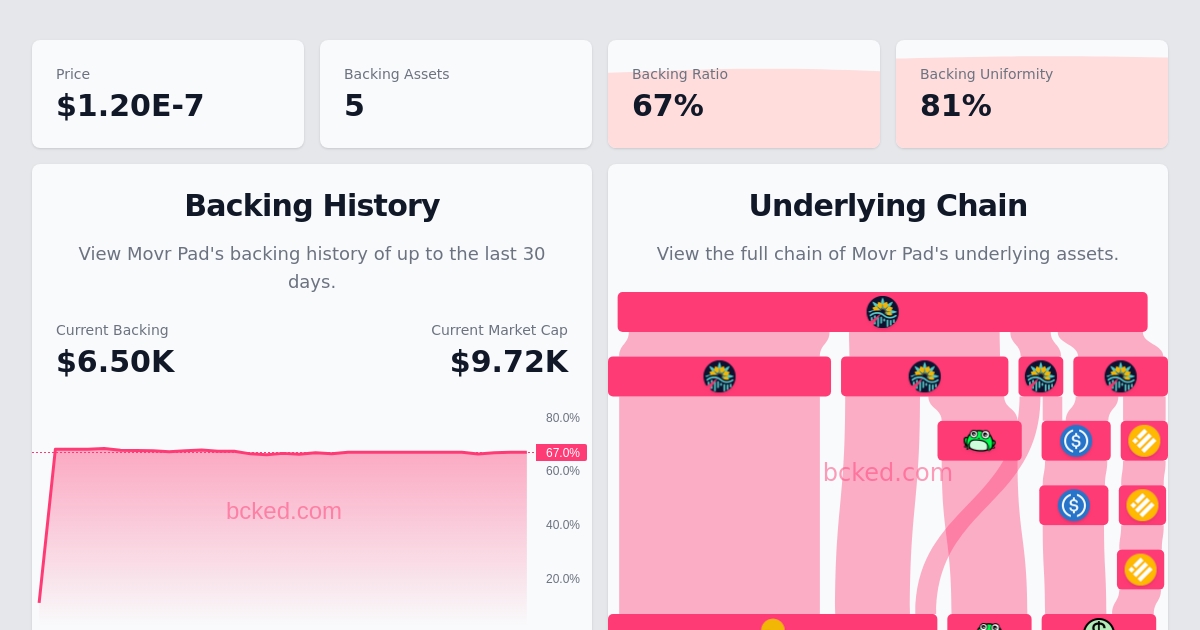 Price
$1.20E-7
Backing Assets
5
Backing Ratio
67%
Backing Uniformity
81%
Backing History
View Movr Pad's backing history of up to the last 30
days.
Current Backing
$6.50K
Current Market Cap
$9.72K
80.0%
67.0%
60.0%
40.0%
20.0%
bcked.com
Underlying Chain
View the full chain of Movr Pad's underlying assets.
bcked.com